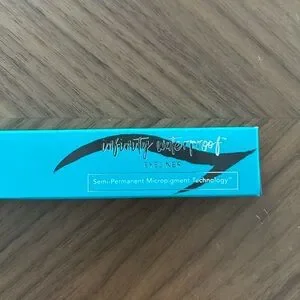 infinity waterproof
EYELINER
Semi-Permanent Micropigment Technology™